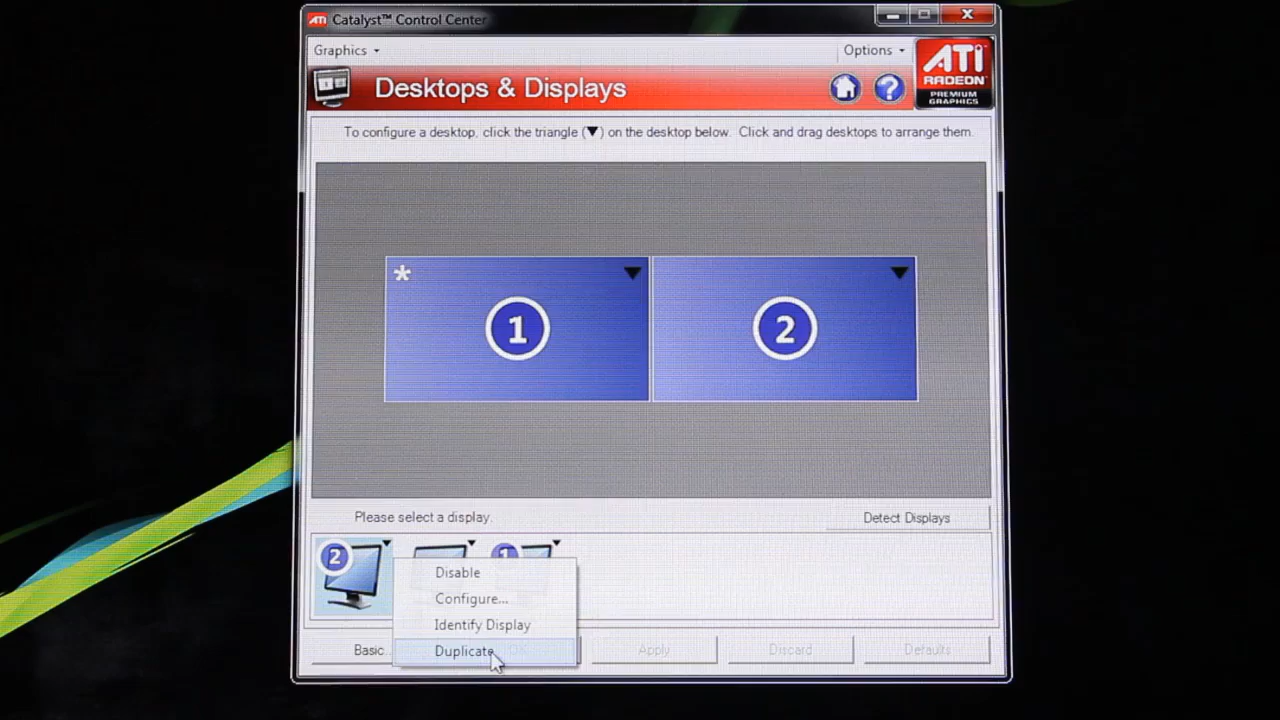 ATI Catalyst™ Control Center
Graphics
Options
Desktops & Displays
ATI
RADEON
PREMIUM
GRAPHICS
To configure a desktop, click the triangle (▼) on the desktop below. Click and drag desktops to arrange them.
*
1
2
Please select a display.
Detect Displays
2
1
Disable
Configure...
Identify Display
Duplicate
Basic...
OK
Apply
Discard
Defaults